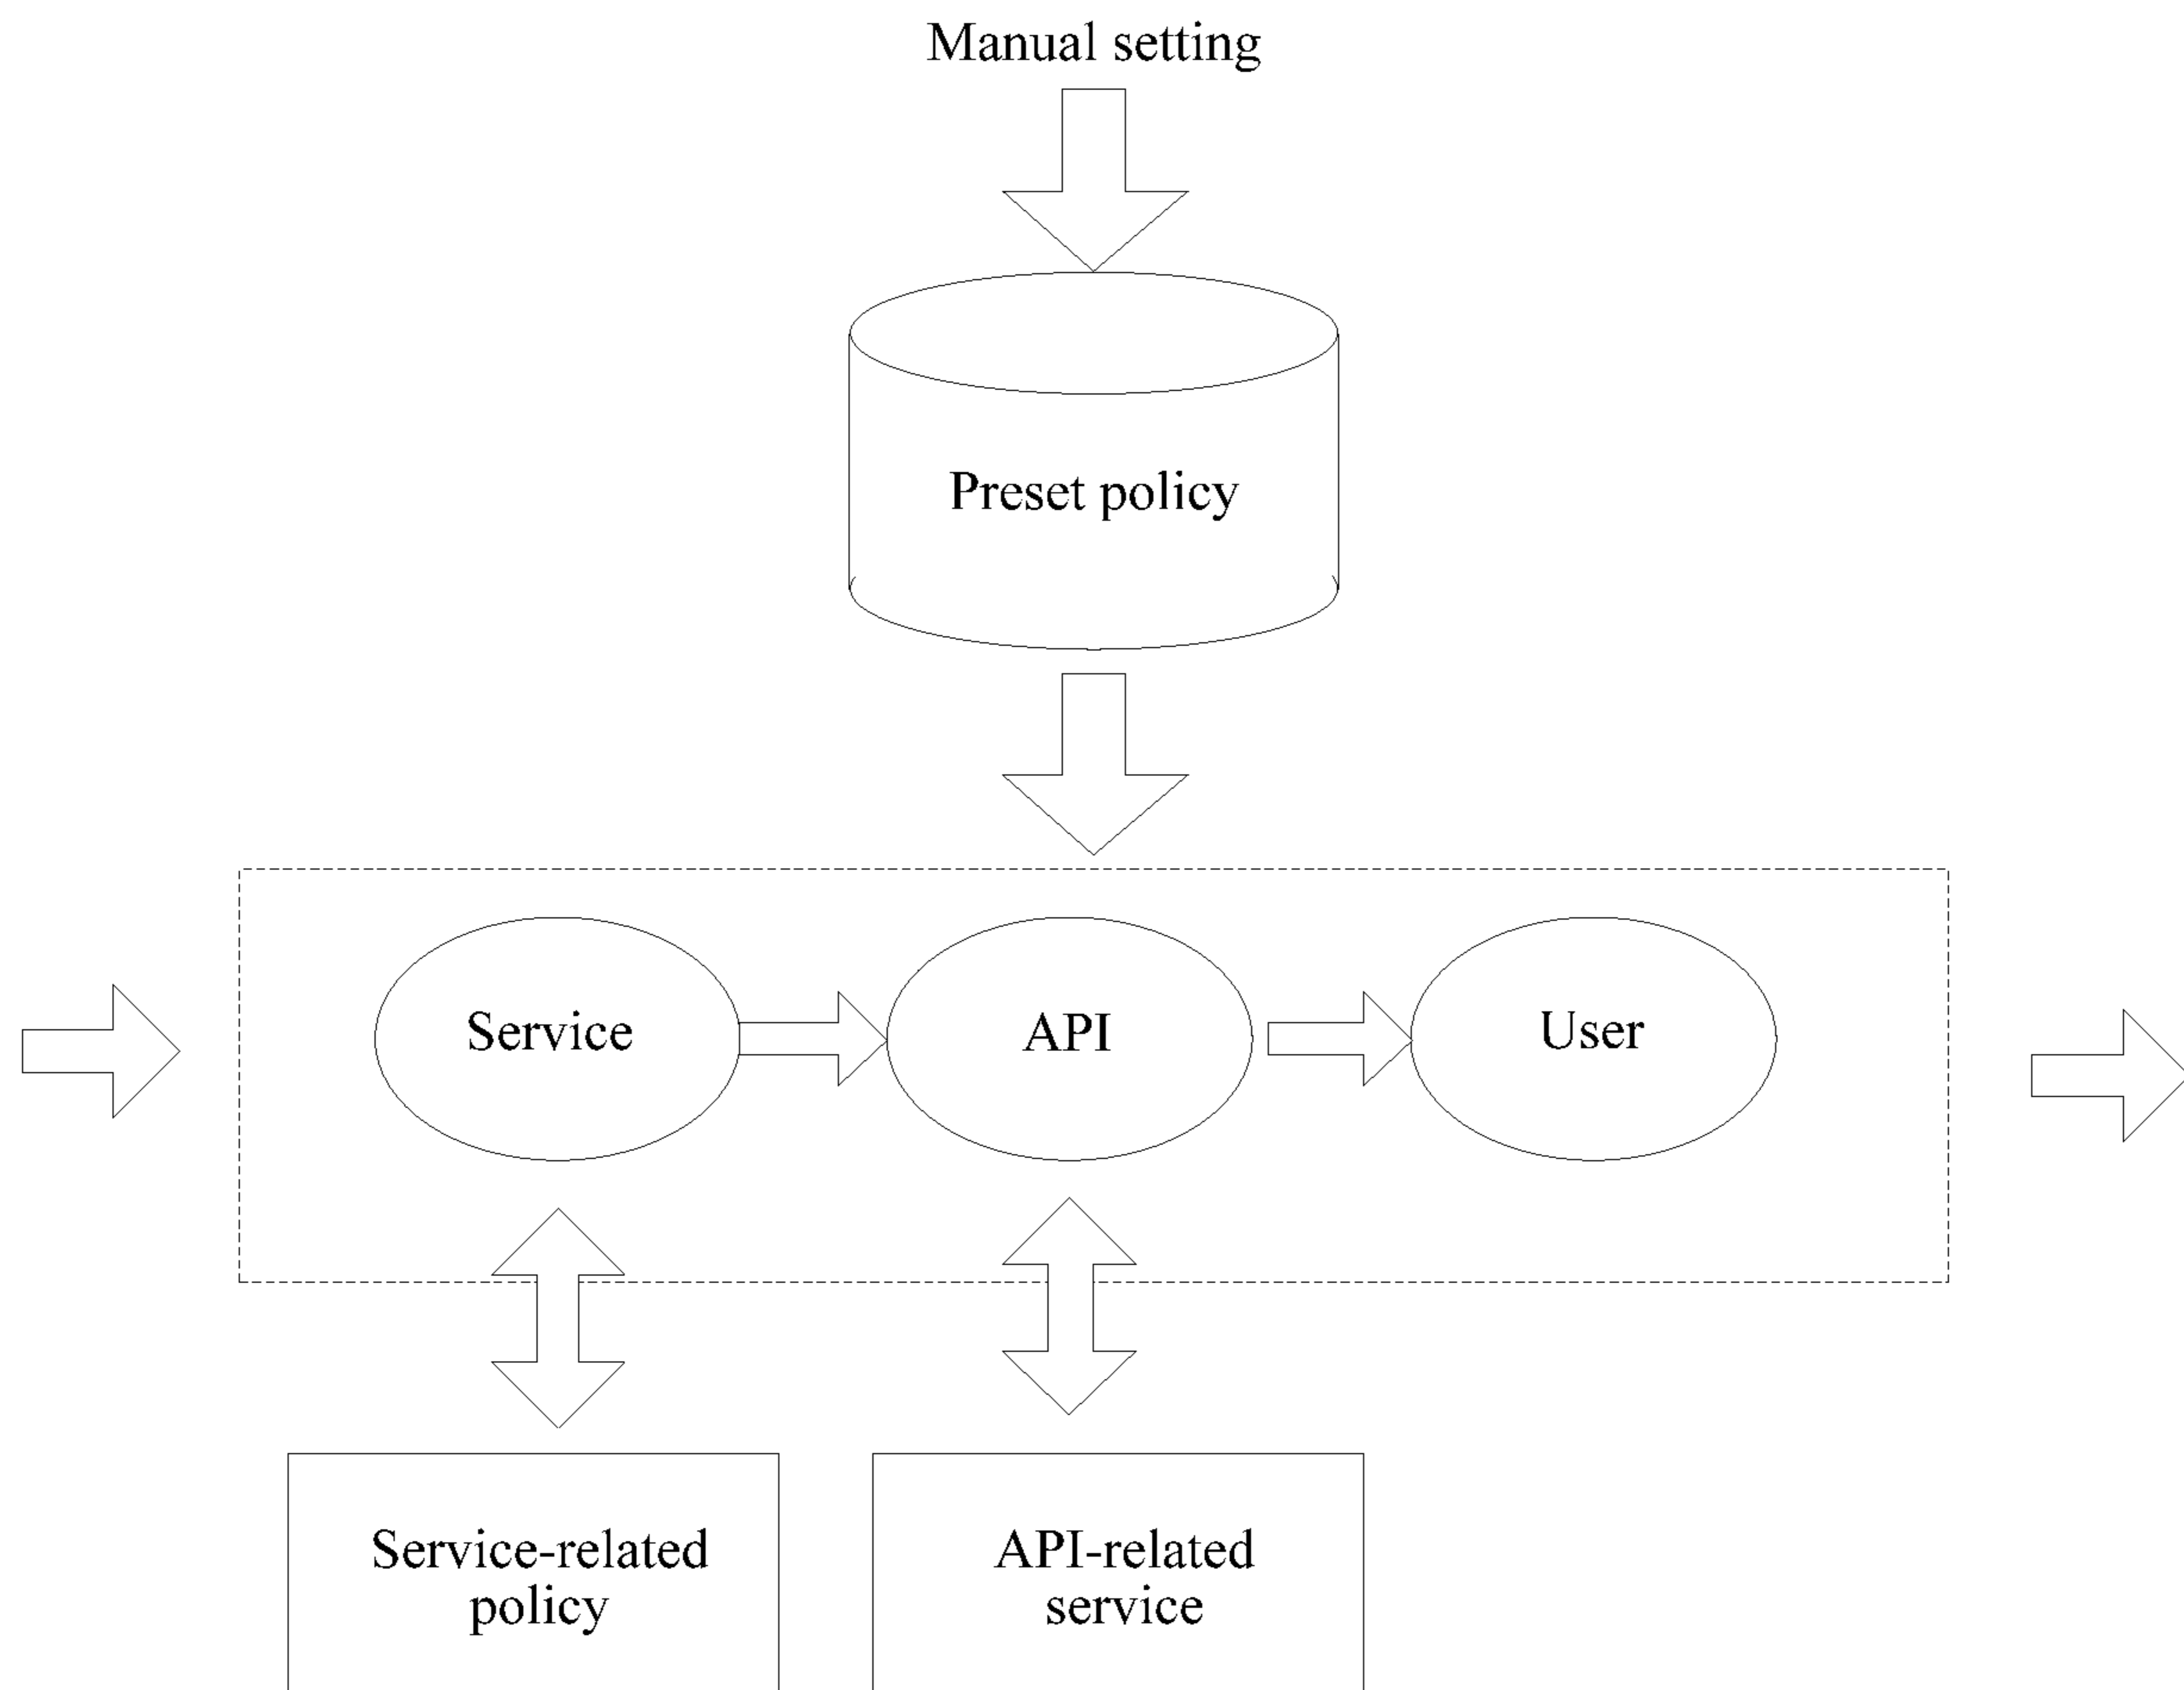 Manual setting
Preset policy
Service
API
User
Service-related
policy
API-related
service